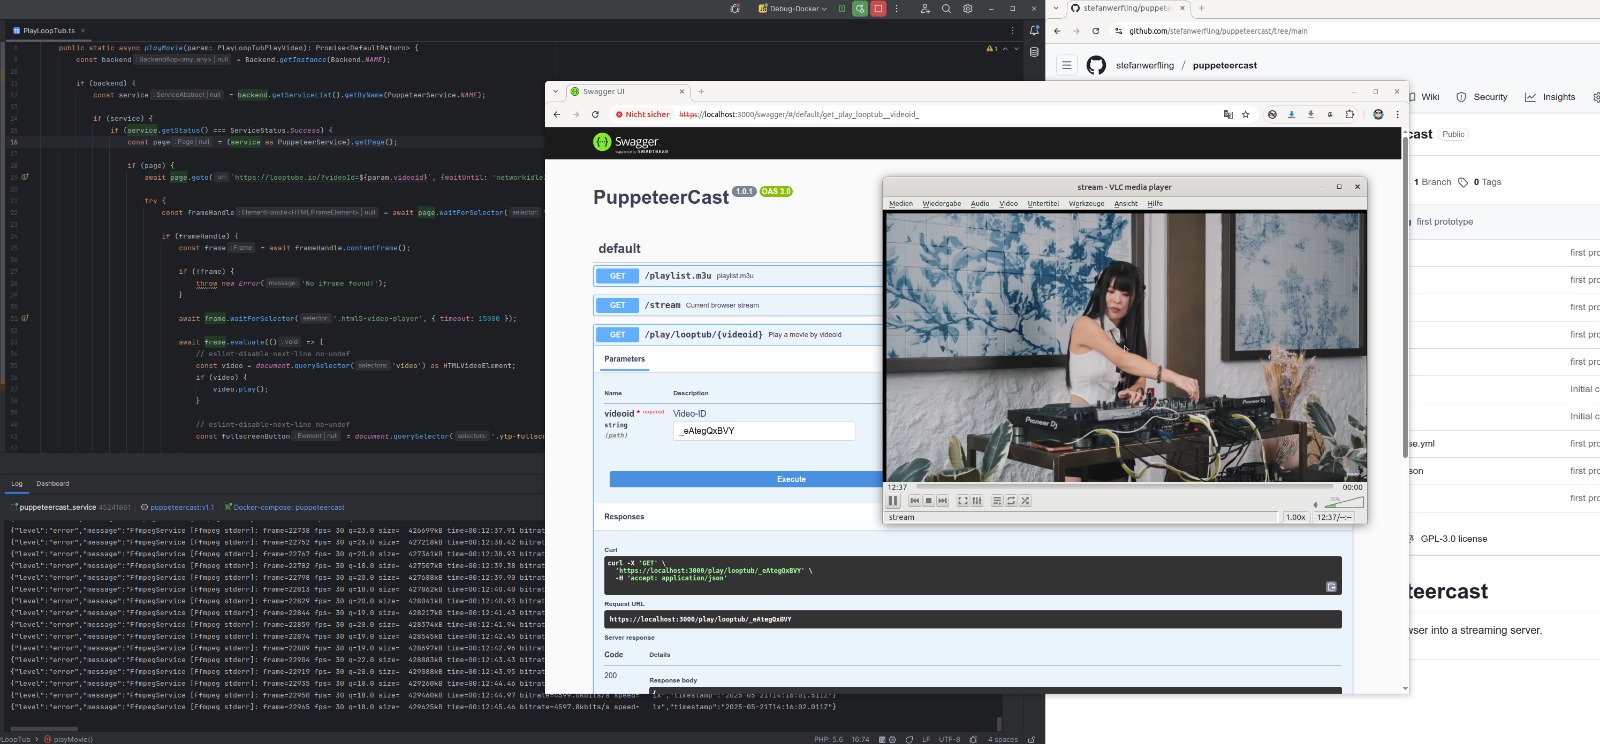 Debug-Docker
PlayLoopTub.ts
public static async playMovie(param: PlayLoopTubPlayVideo): Promise<DefaultReturn> {
const backend :BackendApp<any, any> | null = Backend.getInstance(Backend.NAME);
if (backend) {
const service :ServiceAbstract | null = backend.getServiceList().getByName(PuppeteerService.NAME);
if (service) {
if (service.getStatus() === ServiceStatus.Success) {
const page :Page | null = (service as PuppeteerService).getPage();
if (page) {
await page.goto( url: `https://looptube.io/?videoId=${param.videoid}`, {waitUntil: 'networkidle
try {
const frameHandle :ElementHandle<HTMLIFrameElement> | null = await page.waitForSelector( selector:
if (frameHandle) {
const frame :Frame = await frameHandle.contentFrame();
if (!frame) {
throw new Error( message: 'No iframe found!');
}
await frame.waitForSelector( selector: '.html5-video-player', { timeout: 15000 });
await frame.evaluate(() :void => {
// eslint-disable-next-line no-undef
const video = document.querySelector( selectors: 'video') as HTMLVideoElement;
if (video) {
video.play();
}
// eslint-disable-next-line no-undef
const fullscreenButton :Element | null = document.querySelector( selectors: '.ytp-fullscr
Log Dashboard
puppeteercast_service 45241861 puppeteercast:v1.1 Docker-compose: puppeteercast
{"level":"error","message":"FfmpegService [Ffmpeg stderr]: frame=22738 fps= 30 q=23.0 size= 426699kB time=00:12:37.91 bitrat
{"level":"error","message":"FfmpegService [Ffmpeg stderr]: frame=22752 fps= 30 q=26.0 size= 427218kB time=00:12:38.42 bitrat
{"level":"error","message":"FfmpegService [Ffmpeg stderr]: frame=22767 fps= 30 q=20.0 size= 427361kB time=00:12:38.93 bitrat
{"level":"error","message":"FfmpegService [Ffmpeg stderr]: frame=22782 fps= 30 q=18.0 size= 427507kB time=00:12:39.38 bitrat
{"level":"error","message":"FfmpegService [Ffmpeg stderr]: frame=22798 fps= 30 q=20.0 size= 427688kB time=00:12:39.90 bitrat
{"level":"error","message":"FfmpegService [Ffmpeg stderr]: frame=22813 fps= 30 q=18.0 size= 427862kB time=00:12:40.40 bitrat
{"level":"error","message":"FfmpegService [Ffmpeg stderr]: frame=22829 fps= 30 q=20.0 size= 428041kB time=00:12:40.93 bitrat
{"level":"error","message":"FfmpegService [Ffmpeg stderr]: frame=22844 fps= 30 q=19.0 size= 428217kB time=00:12:41.43 bitrat
{"level":"error","message":"FfmpegService [Ffmpeg stderr]: frame=22859 fps= 30 q=20.0 size= 428374kB time=00:12:41.94 bitrat
{"level":"error","message":"FfmpegService [Ffmpeg stderr]: frame=22874 fps= 30 q=19.0 size= 428545kB time=00:12:42.45 bitrat
{"level":"error","message":"FfmpegService [Ffmpeg stderr]: frame=22889 fps= 30 q=19.0 size= 428697kB time=00:12:42.96 bitrat
{"level":"error","message":"FfmpegService [Ffmpeg stderr]: frame=22904 fps= 30 q=22.0 size= 428883kB time=00:12:43.43 bitrat
{"level":"error","message":"FfmpegService [Ffmpeg stderr]: frame=22919 fps= 30 q=20.0 size= 429088kB time=00:12:43.95 bitrat
{"level":"error","message":"FfmpegService [Ffmpeg stderr]: frame=22935 fps= 30 q=18.0 size= 429260kB time=00:12:44.46 bitrat
{"level":"error","message":"FfmpegService [Ffmpeg stderr]: frame=22950 fps= 30 q=18.0 size= 429460kB time=00:12:44.97 bitrate=4599.0kbits/s speed= 1x","timestamp":"2025-05-21T14:16:01.511Z"}
{"level":"error","message":"FfmpegService [Ffmpeg stderr]: frame=22965 fps= 30 q=18.0 size= 429625kB time=00:12:45.46 bitrate=4597.8kbits/s speed= 1x","timestamp":"2025-05-21T14:16:02.011Z"}
LoopTub > playMovie() PHP: 5.6 16:74 LF UTF-8 4 spaces
Swagger UI
Nicht sicher https://localhost:3000/swagger/#/default/get_play_looptub__videoid_
Swagger
Supported by SMARTBEAR
PuppeteerCast 1.0.1 OAS 3.0
default
GET /playlist.m3u playlist.m3u
GET /stream Current browser stream
GET /play/looptub/{videoid} Play a movie by videoid
Parameters
Name Description
videoid * required Video-ID
string
(path)
_eAtegQxBVY
Execute
Responses
Curl
curl -X 'GET' \
'https://localhost:3000/play/looptub/_eAtegQxBVY' \
-H 'accept: application/json'
Request URL
https://localhost:3000/play/looptub/_eAtegQxBVY
Server response
Code Details
200
Response body
{
stream - VLC media player
Medien Wiedergabe Audio Video Untertitel Werkzeuge Ansicht Hilfe
Pioneer Dj
Pioneer Dj
12:37 00:00
stream 1.00x 12:37/--:--
stefanwerfling/puppete
github.com/stefanwerfling/puppeteercast/tree/main
stefanwerfling / puppeteercast
Wiki Security Insights
cast Public
1 Branch 0 Tags
first prototype
first pro
first pro
first pro
first pro
first pro
Initial c
Initial c
se.yml first pro
son first pro
first pro
GPL-3.0 license
teercast
wser into a streaming server.